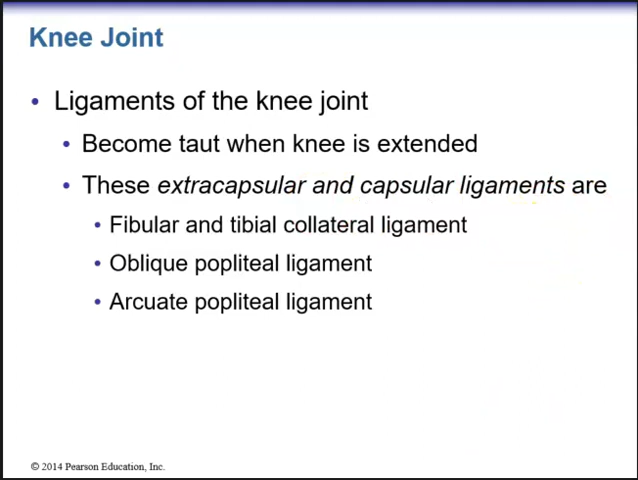 Knee Joint
• Ligaments of the knee joint
• Become taut when knee is extended
• These extracapsular and capsular ligaments are
• Fibular and tibial collateral ligament
• Oblique popliteal ligament
• Arcuate popliteal ligament
© 2014 Pearson Education, Inc.